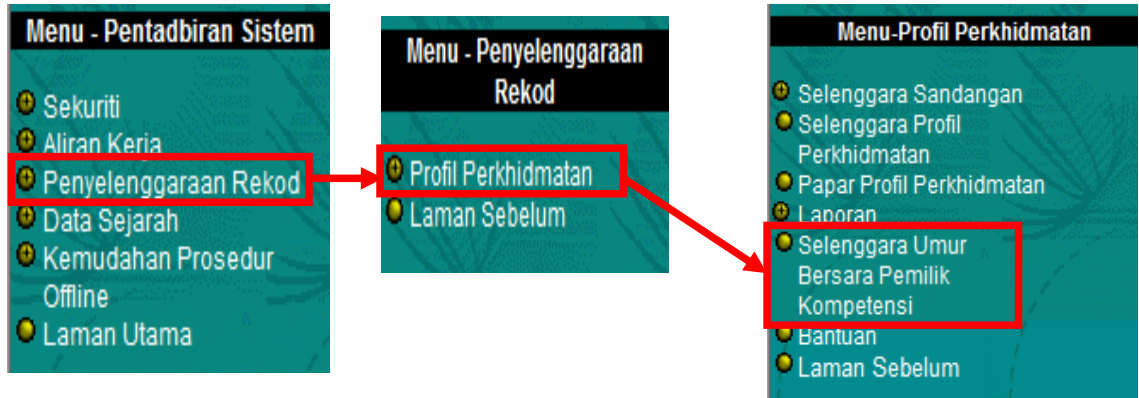 Menu - Pentadbiran Sistem
Sekuriti
Aliran Kerja
Penyelenggaraan Rekod
Data Sejarah
Kemudahan Prosedur
Offline
Laman Utama
Menu - Penyelenggaraan
Rekod
Profil Perkhidmatan
Laman Sebelum
Menu-Profil Perkhidmatan
Selenggara Sandangan
Selenggara Profil
Perkhidmatan
Papar Profil Perkhidmatan
Laporan
Selenggara Umur
Bersara Pemilik
Kompetensi
Bantuan
Laman Sebelum